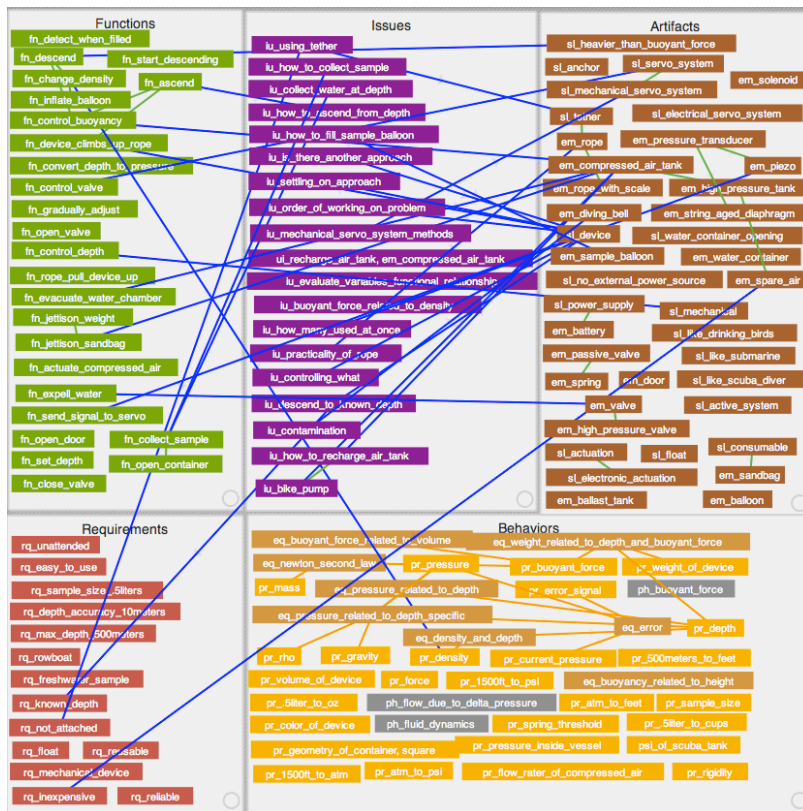 Functions
fn_detect_when_filled
fn_descend
fn_start_descending
fn_change_density
fn_ascend
fn_inflate_balloon
fn_control_buoyancy
fn_device_climbs_up_rope
fn_convert_depth_to_pressure
fn_control_valve
fn_gradually_adjust
fn_open_valve
fn_control_depth
fn_rope_pull_device_up
fn_evacuate_water_chamber
fn_jettison_weight
fn_jettison_sandbag
fn_actuate_compressed_air
fn_expell_water
fn_send_signal_to_servo
fn_open_door
fn_collect_sample
fn_set_depth
fn_open_container
fn_close_valve
Issues
iu_using_tether
iu_how_to_collect_sample
iu_collect_water_at_depth
iu_how_to_ascend_from_depth
iu_how_to_fill_sample_balloon
iu_is_there_another_approach
iu_settling_on_approach
iu_order_of_working_on_problem
iu_mechanical_servo_system_methods
ui_recharge_air_tank, em_compressed_air_tank
iu_evaluate_variables_functional_relationship
iu_buoyant_force_related_to_density
iu_how_many_used_at_once
iu_practicality_of_rope
iu_controlling_what
iu_descend_to_known_depth
iu_contamination
iu_how_to_recharge_air_tank
iu_bike_pump
Artifacts
sl_heavier_than_buoyant_force
sl_anchor
sl_servo_system
em_solenoid
sl_mechanical_servo_system
sl_tether
sl_electrical_servo_system
em_rope
em_pressure_transducer
em_compressed_air_tank
em_piezo
em_rope_with_scale
em_high_pressure_tank
em_diving_bell
em_string_aged_diaphragm
sl_device
sl_water_container_opening
em_sample_balloon
em_water_container
sl_no_external_power_source
em_spare_air
sl_power_supply
sl_mechanical
em_battery
sl_like_drinking_birds
em_passive_valve
sl_like_submarine
em_spring
em_door
sl_like_scuba_diver
em_valve
sl_active_system
em_high_pressure_valve
sl_actuation
sl_float
sl_consumable
sl_electronic_actuation
em_sandbag
em_ballast_tank
em_balloon
Requirements
rq_unattended
rq_easy_to_use
rq_sample_size_.5liters
rq_depth_accuracy_10meters
rq_max_depth_500meters
rq_rowboat
rq_freshwater_sample
rq_known_depth
rq_not_attached
rq_float
rq_reusable
rq_mechanical_device
rq_inexpensive
rq_reliable
Behaviors
eq_buoyant_force_related_to_volume
eq_weight_related_to_depth_and_buoyant_force
eq_newton_second_law
pr_pressure
pr_buoyant_force
pr_weight_of_device
pr_mass
eq_pressure_related_to_depth
pr_error_signal
ph_buoyant_force
eq_pressure_related_to_depth_specific
eq_density_and_depth
eq_error
pr_depth
pr_rho
pr_gravity
pr_density
pr_current_pressure
pr_500meters_to_feet
pr_volume_of_device
pr_force
pr_1500ft_to_psi
eq_buoyancy_related_to_height
pr_.5liter_to_oz
ph_flow_due_to_delta_pressure
pr_atm_to_feet
pr_sample_size
pr_color_of_device
ph_fluid_dynamics
pr_spring_threshold
pr_.5liter_to_cups
pr_geometry_of_container, square
pr_pressure_inside_vessel
psi_of_scuba_tank
pr_1500ft_to_atm
pr_atm_to_psi
pr_flow_rater_of_compressed_air
pr_rigidity